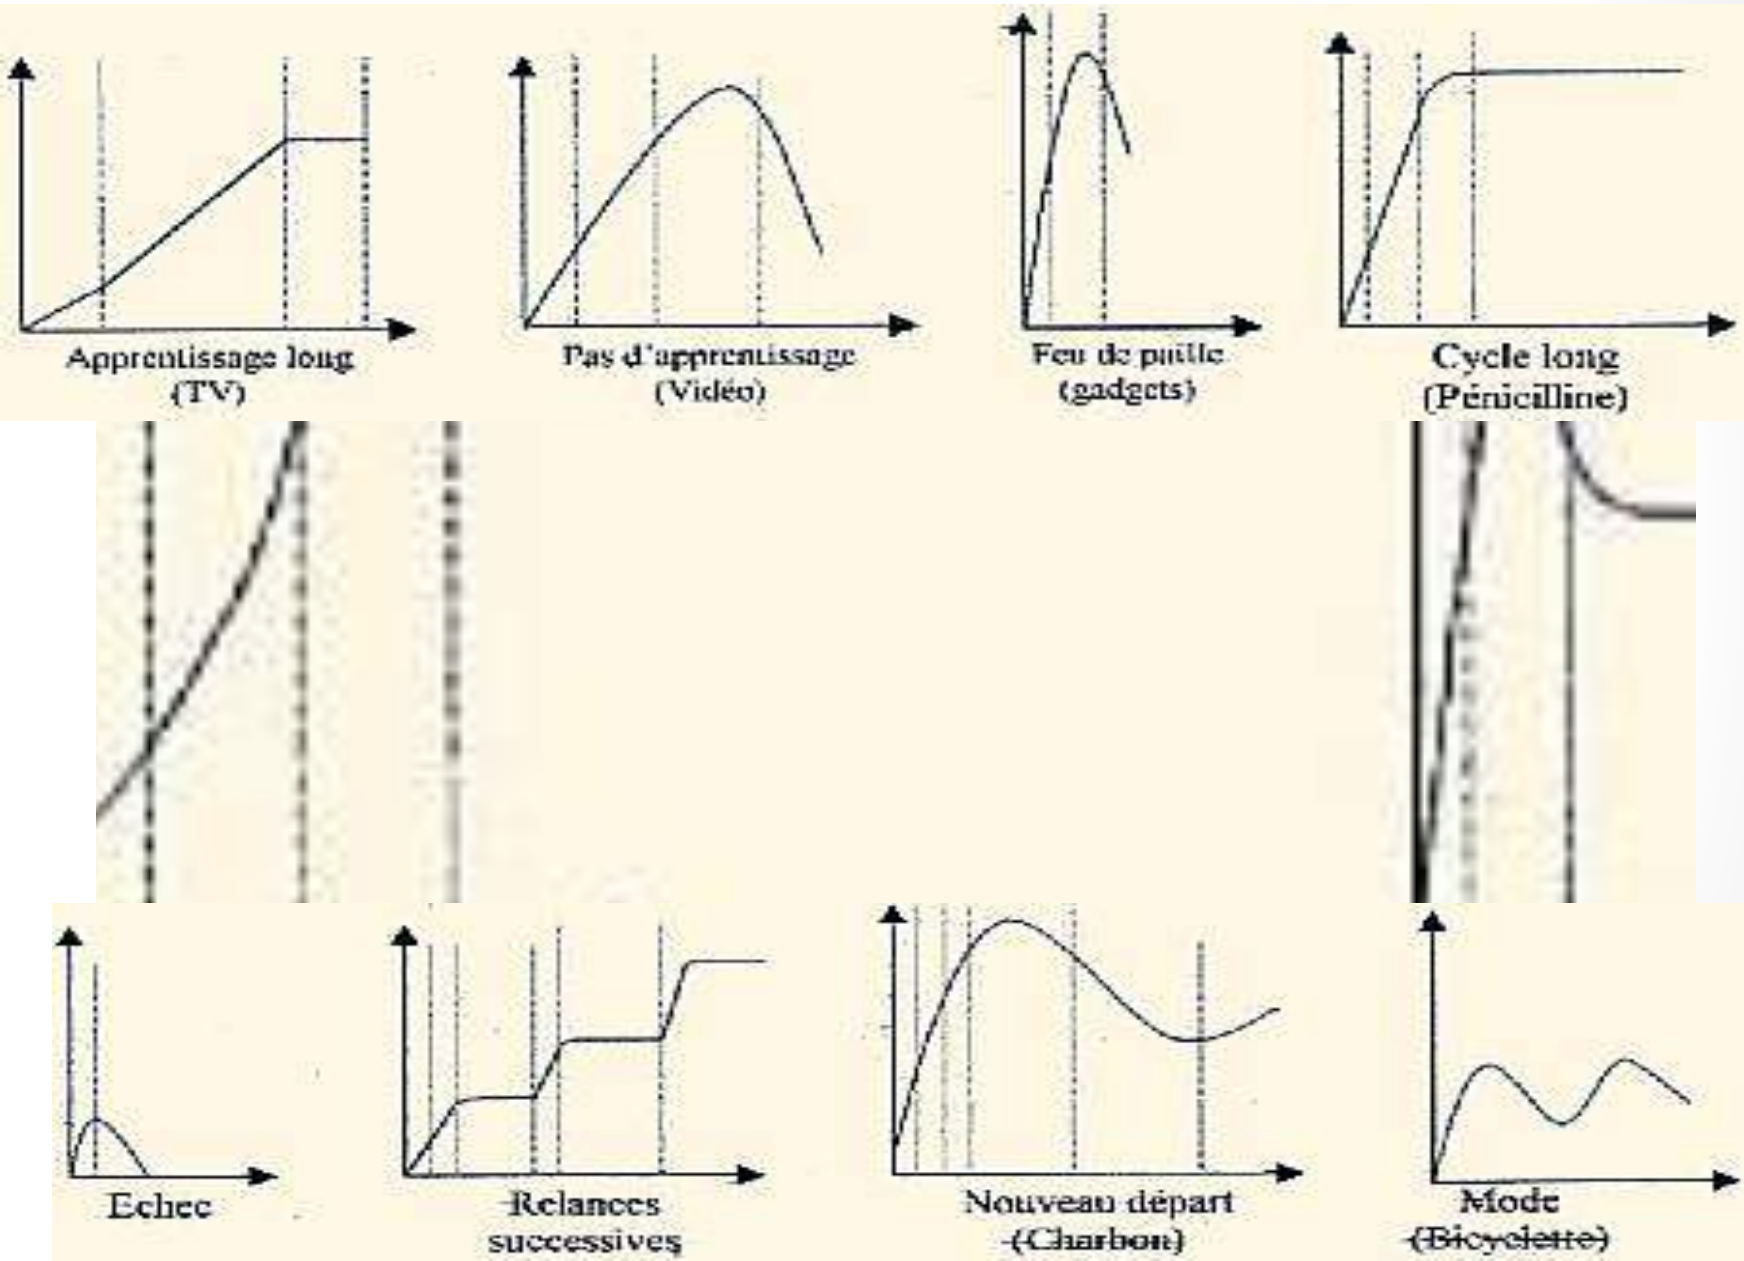 Apprentissage long
(TV)
Pas d'apprentissage
(Vidéo)
Feu de paille
(gadgets)
Cycle long
(Pénicilline)
Echec
Relances
successives
Nouveau départ
(Charbon)
Mode
(Bicyclette)